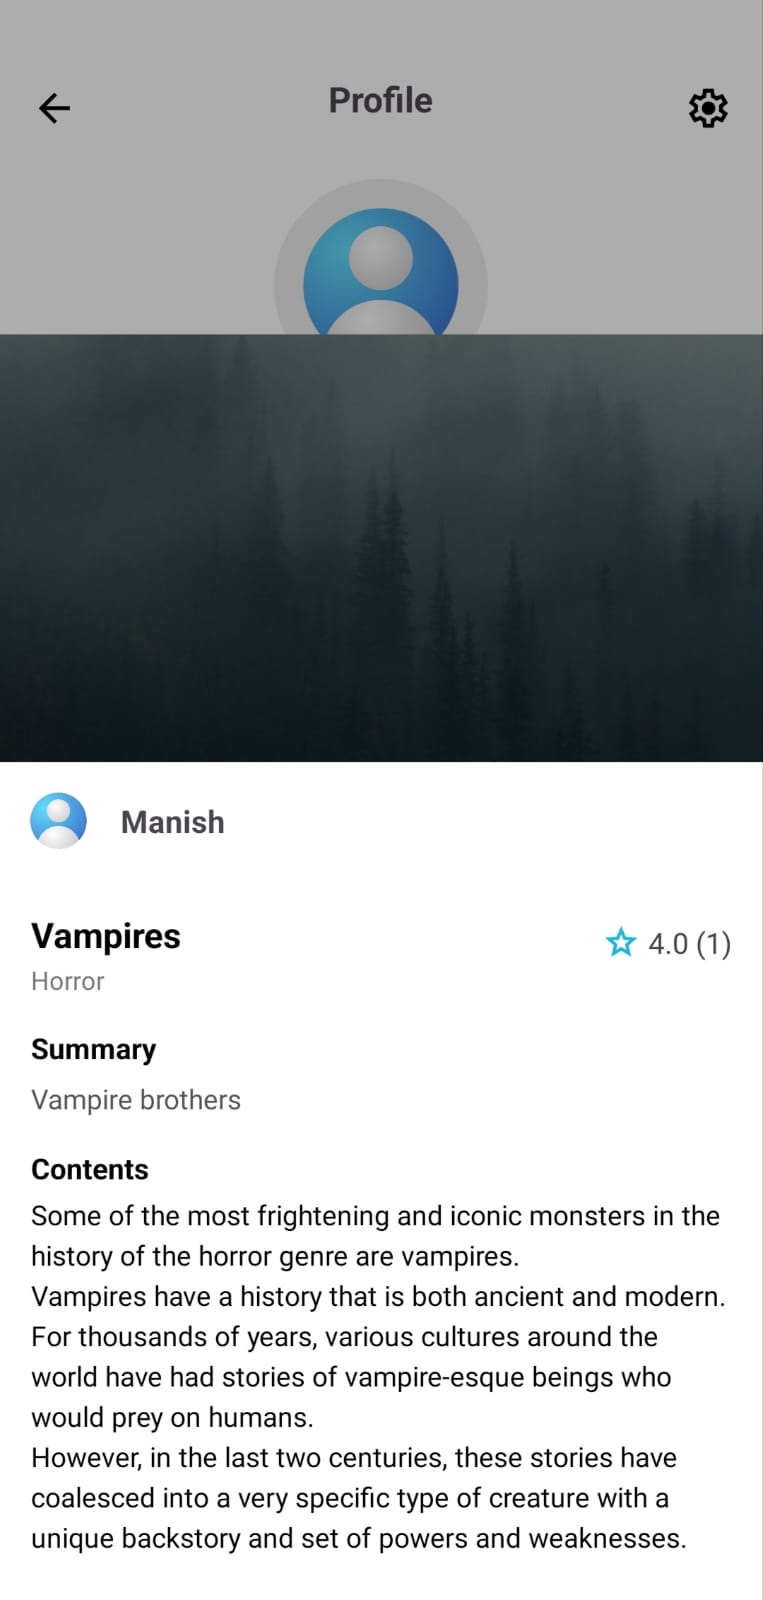 Profile
Manish
Vampires
4.0 (1)
Horror
Summary
Vampire brothers
Contents
Some of the most frightening and iconic monsters in the
history of the horror genre are vampires.
Vampires have a history that is both ancient and modern.
For thousands of years, various cultures around the
world have had stories of vampire-esque beings who
would prey on humans.
However, in the last two centuries, these stories have
coalesced into a very specific type of creature with a
unique backstory and set of powers and weaknesses.